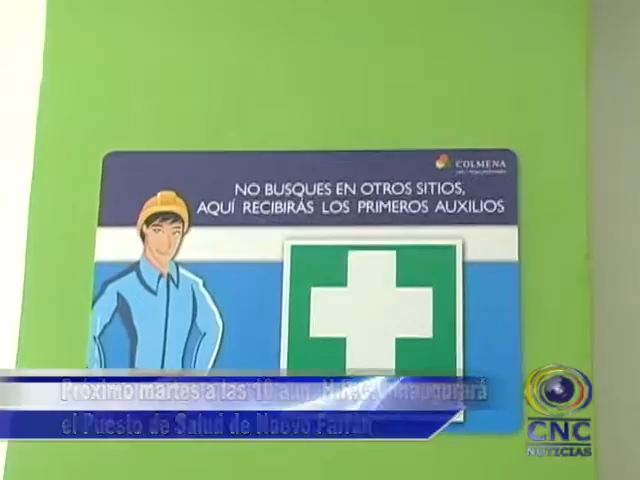 COLMENA
NO BUSQUES EN OTROS SITIOS,
AQUÍ RECIBIRÁS LOS PRIMEROS AUXILIOS
Próximo martes a las 10 a.m. inaugurará
el Puesto de Salud de Nuevo
CNC
NOTICIAS